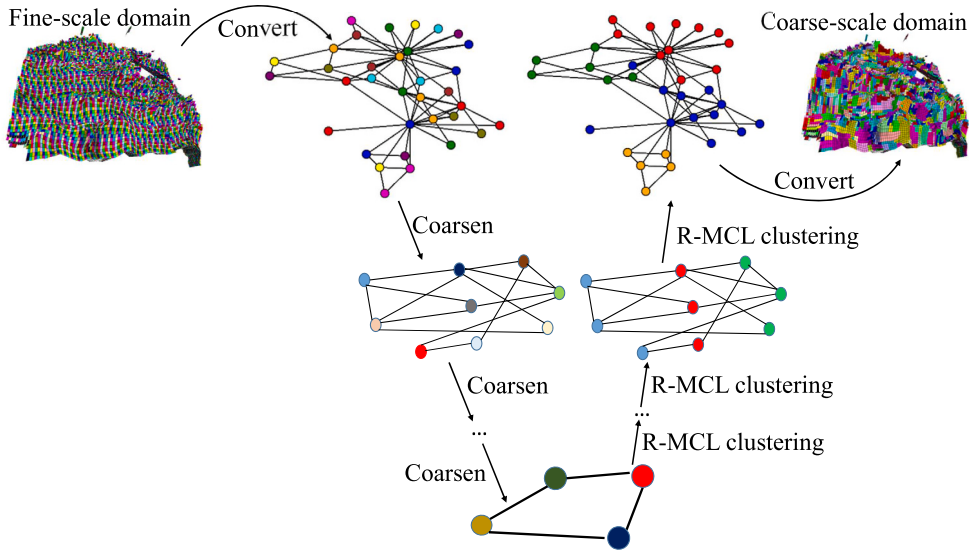 Fine-scale domain
Convert
Coarse-scale domain
Convert
Coarsen
R-MCL clustering
Coarsen
R-MCL clustering
...
...
R-MCL clustering
Coarsen